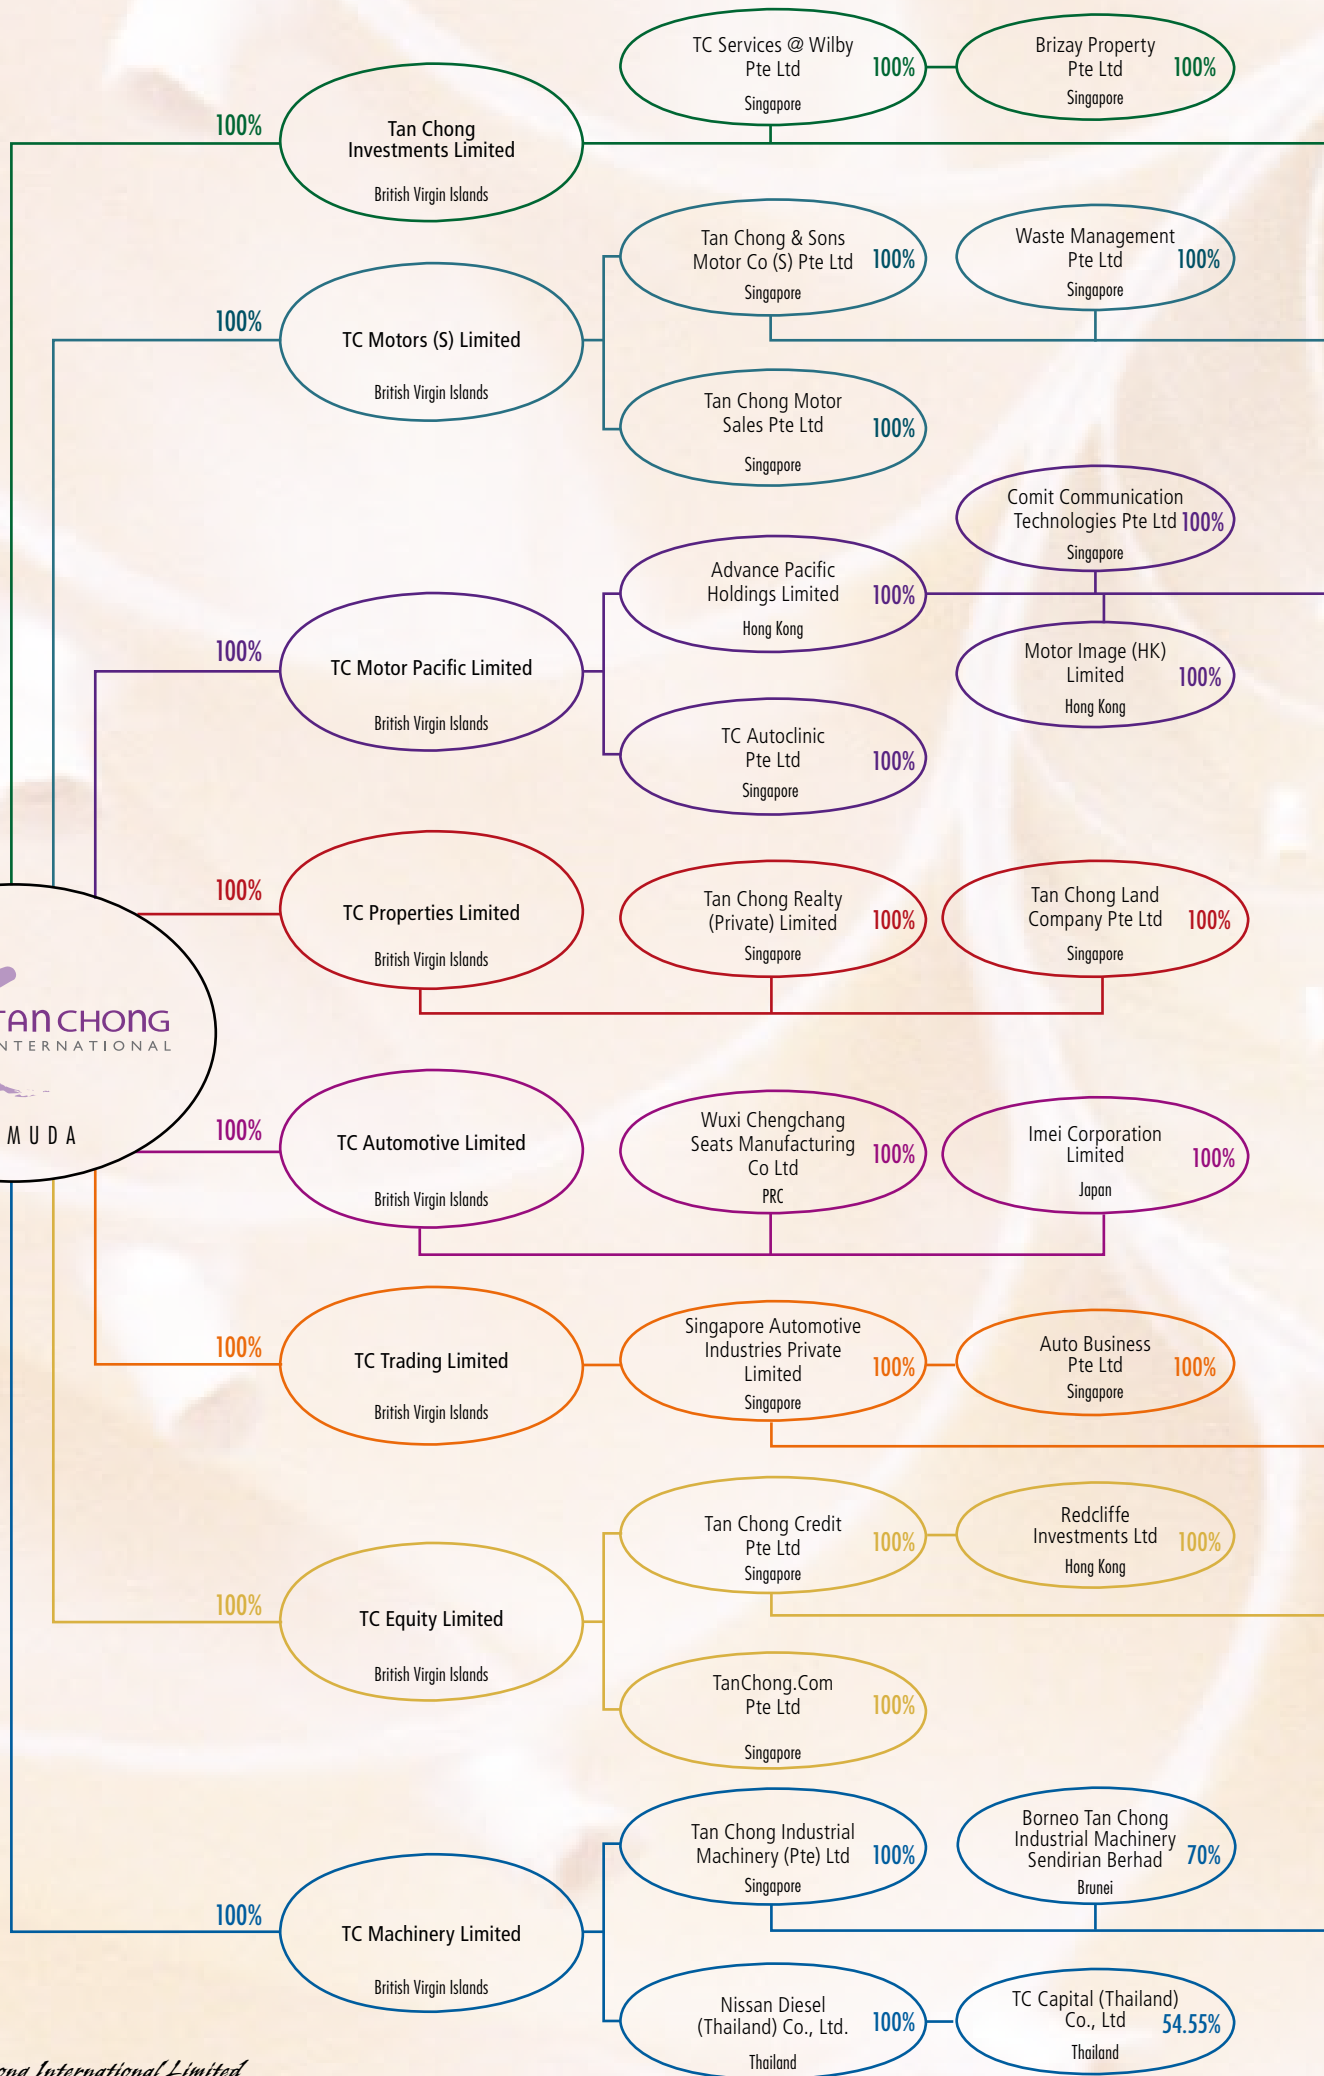 TC Services @ Wilby
Pte Ltd
100%
Singapore
Brizay Property
Pte Ltd
100%
Singapore
100%
Tan Chong
Investments Limited
British Virgin Islands
Tan Chong & Sons
Motor Co (S) Pte Ltd
100%
Singapore
Waste Management
Pte Ltd
100%
Singapore
100%
TC Motors (S) Limited
British Virgin Islands
Tan Chong Motor
Sales Pte Ltd
100%
Singapore
Comit Communication
Technologies Pte Ltd
100%
Singapore
Advance Pacific
Holdings Limited
100%
Hong Kong
Motor Image (HK)
Limited
100%
Hong Kong
100%
TC Motor Pacific Limited
British Virgin Islands
TC Autoclinic
Pte Ltd
100%
Singapore
100%
TC Properties Limited
British Virgin Islands
Tan Chong Realty
(Private) Limited
100%
Singapore
Tan Chong Land
Company Pte Ltd
100%
Singapore
TAN CHONG
NTERNATIONAL
MUDA
100%
TC Automotive Limited
British Virgin Islands
Wuxi Chengchang
Seats Manufacturing
Co Ltd
100%
PRC
Imei Corporation
Limited
100%
Japan
100%
TC Trading Limited
British Virgin Islands
Singapore Automotive
Industries Private
Limited
100%
Singapore
Auto Business
Pte Ltd
100%
Singapore
Tan Chong Credit
Pte Ltd
100%
Singapore
Redcliffe
Investments Ltd
100%
Hong Kong
100%
TC Equity Limited
British Virgin Islands
TanChong.Com
Pte Ltd
100%
Singapore
Tan Chong Industrial
Machinery (Pte) Ltd
100%
Singapore
Borneo Tan Chong
Industrial Machinery
Sendirian Berhad
70%
Brunei
100%
TC Machinery Limited
British Virgin Islands
Nissan Diesel
(Thailand) Co., Ltd.
100%
Thailand
TC Capital (Thailand)
Co., Ltd
54.55%
Thailand
ong International Limited